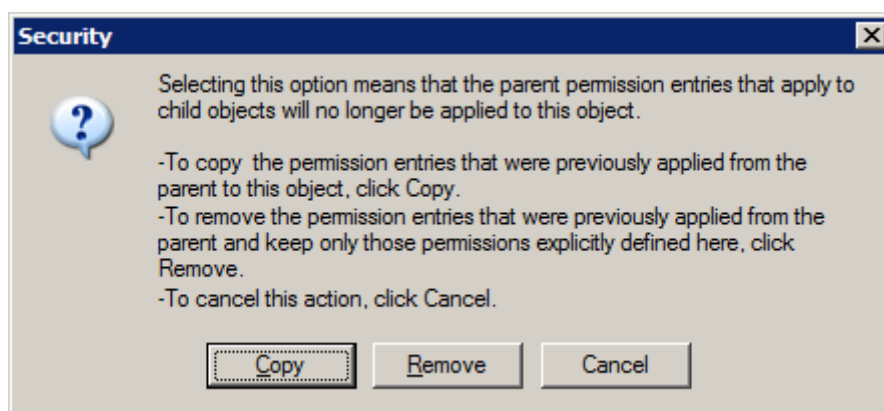 Security
Selecting this option means that the parent permission entries that apply to
child objects will no longer be applied to this object.
-To copy  the permission entries that were previously applied from the
parent to this object, click Copy.
-To remove the permission entries that were previously applied from the
parent and keep only those permissions explicitly defined here, click
Remove.
-To cancel this action, click Cancel.
Copy Remove Cancel